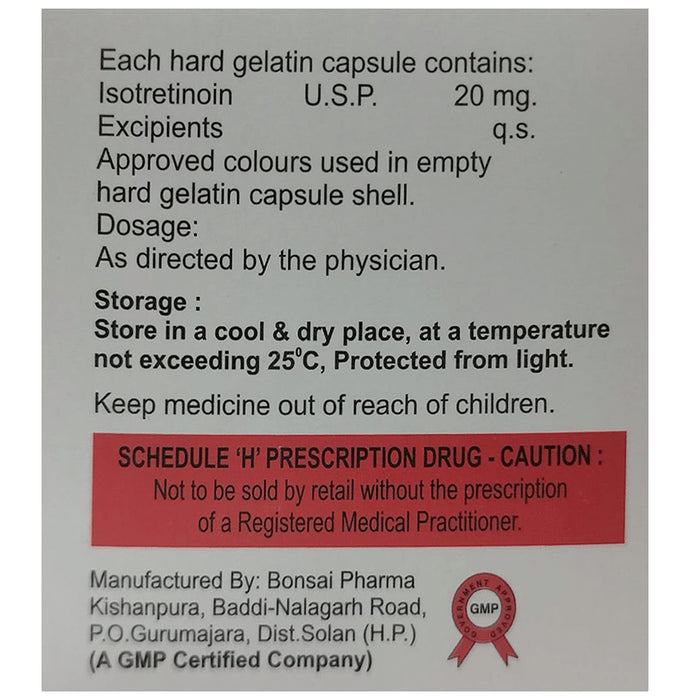 Each hard gelatin capsule contains:
Isotretinoin U.S.P. 20 mg.
Excipients q.s.
Approved colours used in empty
hard gelatin capsule shell.
Dosage:
As directed by the physician.
Storage :
Store in a cool & dry place, at a temperature
not exceeding 25⁰C, Protected from light.
Keep medicine out of reach of children.
SCHEDULE ‘H’ PRESCRIPTION DRUG - CAUTION :
Not to be sold by retail without the prescription
of a Registered Medical Practitioner.
Manufactured By: Bonsai Pharma
Kishanpura, Baddi-Nalagarh Road,
P.O.Gurumajara, Dist.Solan (H.P.)
(A GMP Certified Company)
GOVERNMENT APPROVED
GMP